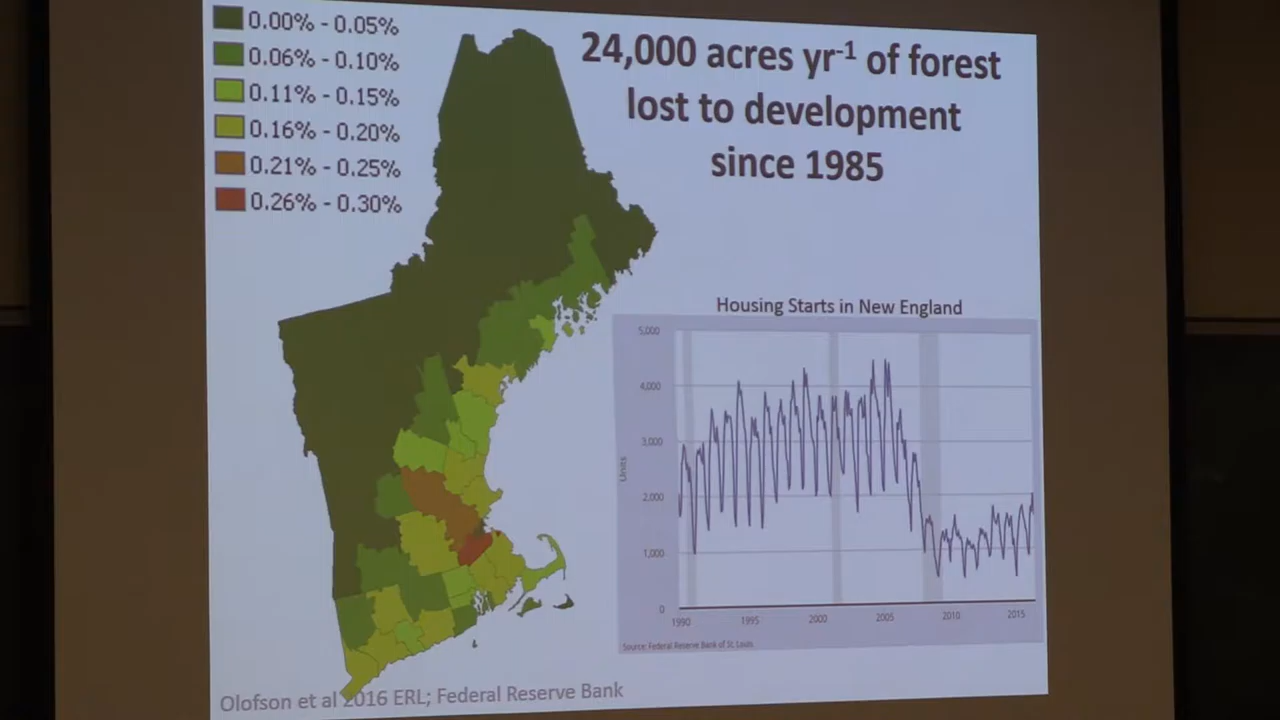 0.00% - 0.05%
0.06% - 0.10%
0.11% - 0.15%
0.16% - 0.20%
0.21% - 0.25%
0.26% - 0.30%
24,000 acres yr-1 of forest
lost to development
since 1985
Housing Starts in New England
5,000
4,000
3,000
2,000
1,000
0
Units
1990 1995 2000 2005 2010 2015
Source: Federal Reserve Bank of St. Louis
Olofson et al 2016 ERL; Federal Reserve Bank